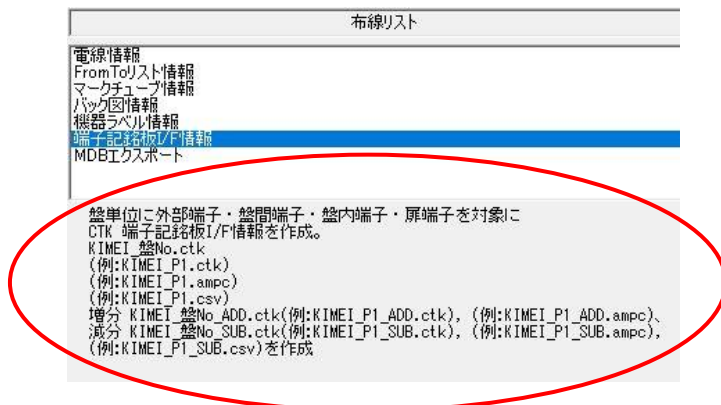 布線リスト
電線情報
FromToリスト情報
マークチューブ情報
バック図情報
機器ラベル情報
端子記銘板I/F情報
MDBエクスポート
盤単位に外部端子・盤間端子・盤内端子・扉端子を対象に
CTK 端子記銘板I/F情報を作成。
KIMEI_盤No.ctk
(例:KIMEI_P1.ctk)
(例:KIMEI_P1.ampc)
(例:KIMEI_P1.csv)
増分 KIMEI_盤No_ADD.ctk(例:KIMEI_P1_ADD.ctk), (例:KIMEI_P1_ADD.ampc)、
減分 KIMEI_盤No_SUB.ctk(例:KIMEI_P1_SUB.ctk), (例:KIMEI_P1_SUB.ampc),
(例:KIMEI_P1_SUB.csv)を作成